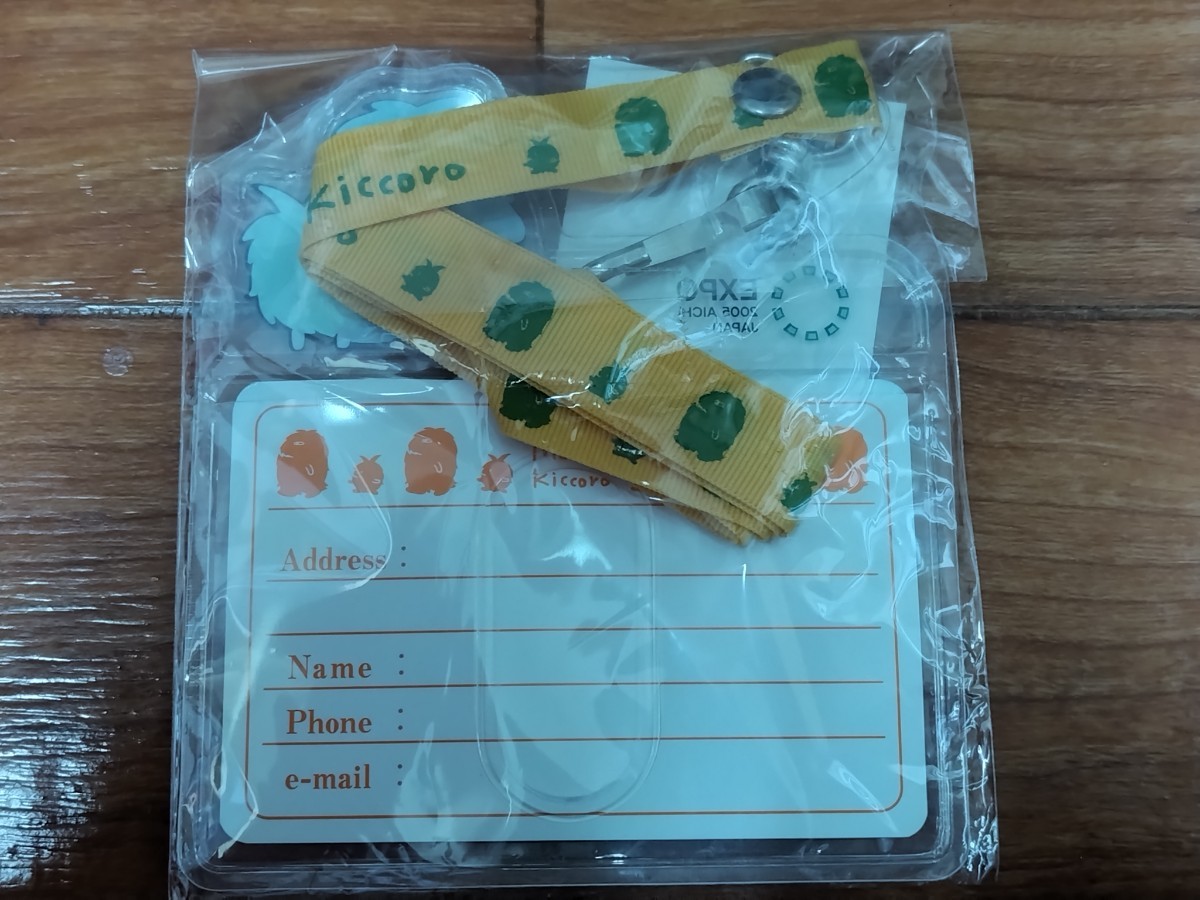 Kiccoro
EXPO
2005 AICHI
JAPAN
Kiccoro
Address :
Name :
Phone :
e-mail :